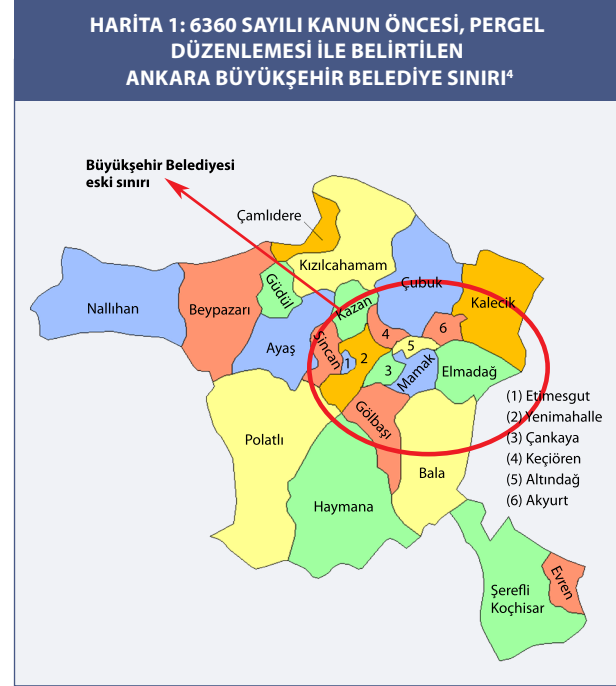 HARİTA 1: 6360 SAYILI KANUN ÖNCESİ, PERGEL
DÜZENLEMESİ İLE BELİRTİLEN
ANKARA BÜYÜKŞEHİR BELEDİYE SINIRI⁴
Büyükşehir Belediyesi
eski sınırı
Çamlıdere
Kızılcahamam
Güdül
Çubuk
Nallıhan
Beypazarı
Kazan
Kalecik
Ayaş
Sincan
1
2
3
4
5
6
Mamak
Elmadağ
Gölbaşı
Polatlı
Bala
Haymana
(1) Etimesgut
(2) Yenimahalle
(3) Çankaya
(4) Keçiören
(5) Altındağ
(6) Akyurt
Şerefli
Koçhisar
Evren